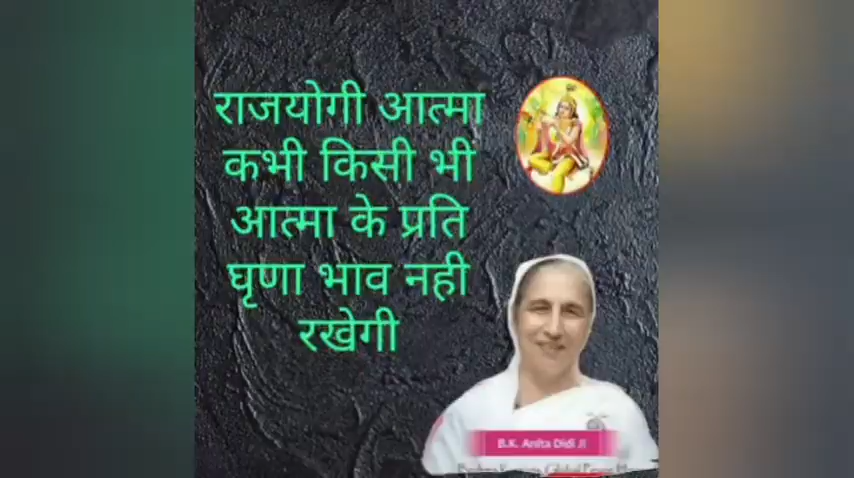 राजयोगी आत्मा
कभी किसी भी
आत्मा के प्रति
घृणा भाव नही
रखेगी
B.K. Anita Didi Ji